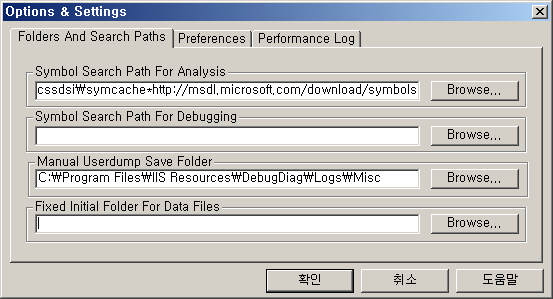 Options & Settings
Folders And Search Paths
Preferences
Performance Log
Symbol Search Path For Analysis
cssdsi₩symcache*http://msdl.microsoft.com/download/symbols
Browse...
Symbol Search Path For Debugging
Browse...
Manual Userdump Save Folder
C:₩Program Files₩IIS Resources₩DebugDiag₩Logs₩Misc
Browse...
Fixed Initial Folder For Data Files
Browse...
확인
취소
도움말